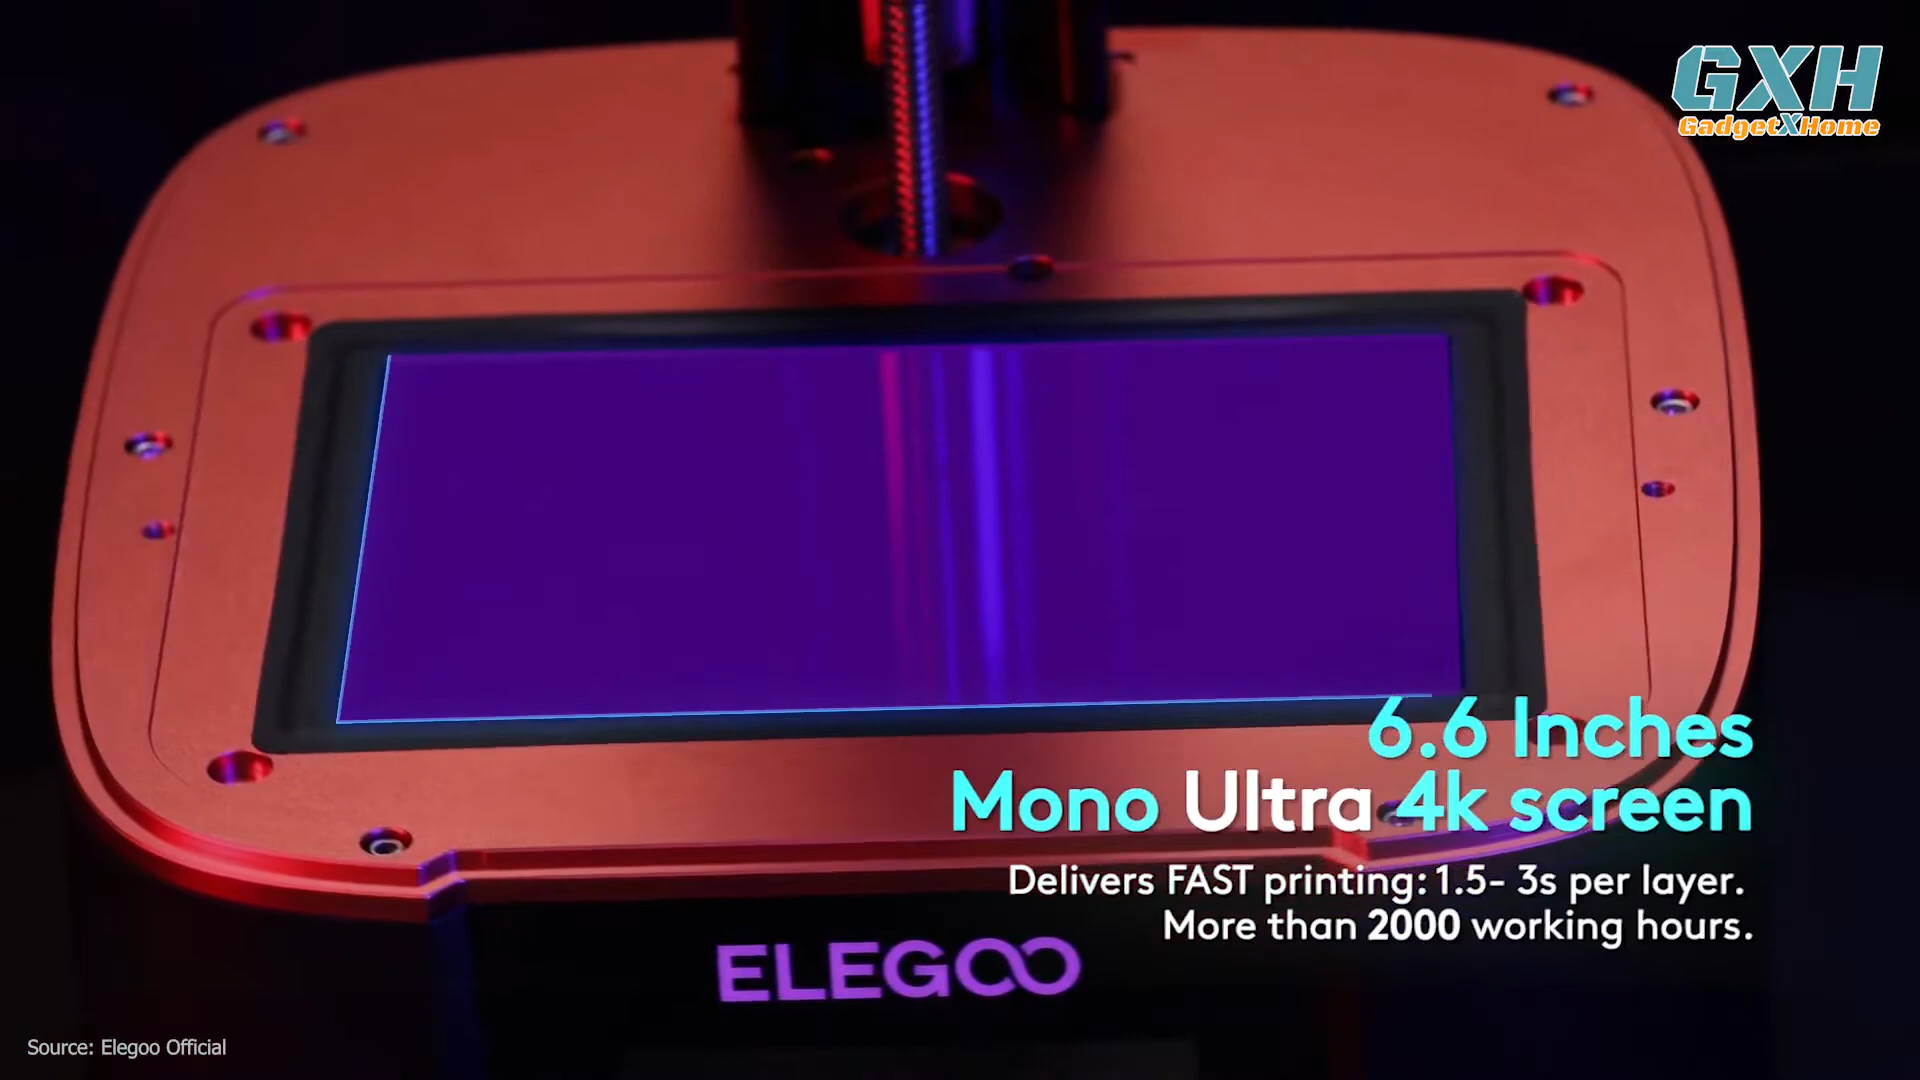 GXH
GadgetXHome
6.6 Inches
Mono Ultra 4k screen
Delivers FAST printing: 1.5- 3s per layer.
More than 2000 working hours.
ELEGOO
Source: Elegoo Official